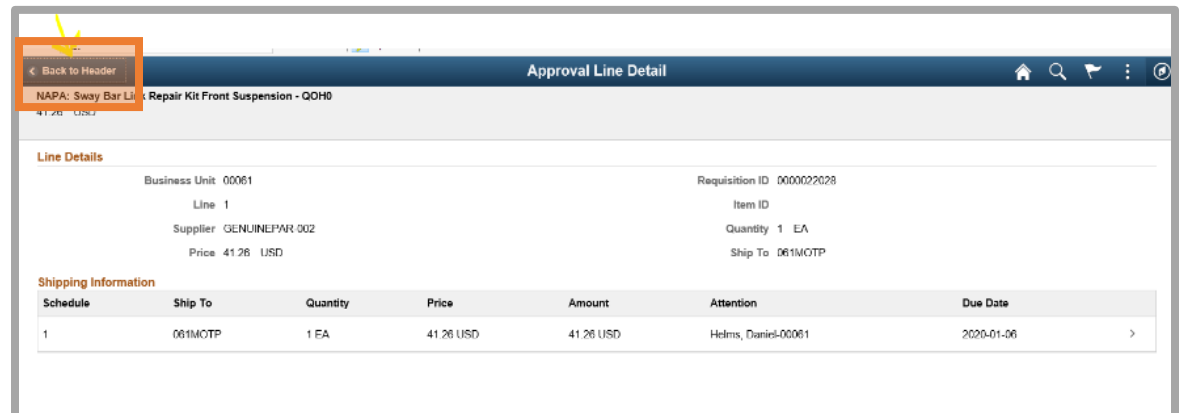 Back to Header
Approval Line Detail
NAPA: Sway Bar Link Repair Kit Front Suspension - QOH0
41.26 USD
Line Details
Business Unit 00061
Requisition ID 0000022028
Line 1
Item ID
Supplier GENUINEPAR-002
Quantity 1 EA
Price 41.26 USD
Ship To 061MOTP
Shipping Information
Schedule Ship To Quantity Price Amount Attention Due Date
1 061MOTP 1 EA 41.26 USD 41.26 USD Helms, Daniel-00061 2020-01-06